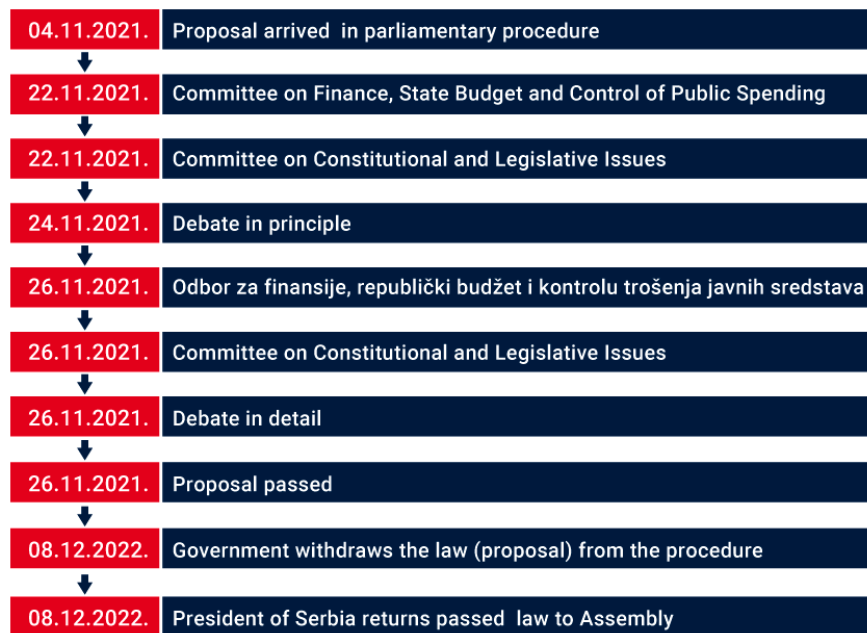 04.11.2021. Proposal arrived in parliamentary procedure
22.11.2021. Committee on Finance, State Budget and Control of Public Spending
22.11.2021. Committee on Constitutional and Legislative Issues
24.11.2021. Debate in principle
26.11.2021. Odbor za finansije, republički budžet i kontrolu trošenja javnih sredstava
26.11.2021. Committee on Constitutional and Legislative Issues
26.11.2021. Debate in detail
26.11.2021. Proposal passed
08.12.2022. Government withdraws the law (proposal) from the procedure
08.12.2022. President of Serbia returns passed law to Assembly